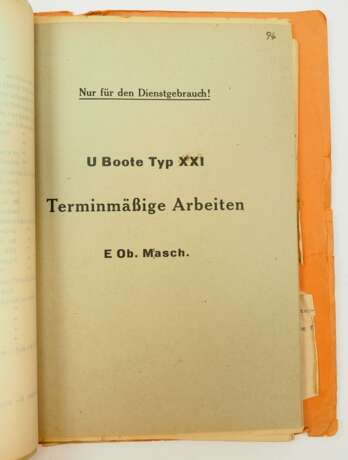 94
Nur für den Dienstgebrauch!
U Boote Typ XXI
Terminmäßige Arbeiten
E Ob. Masch.